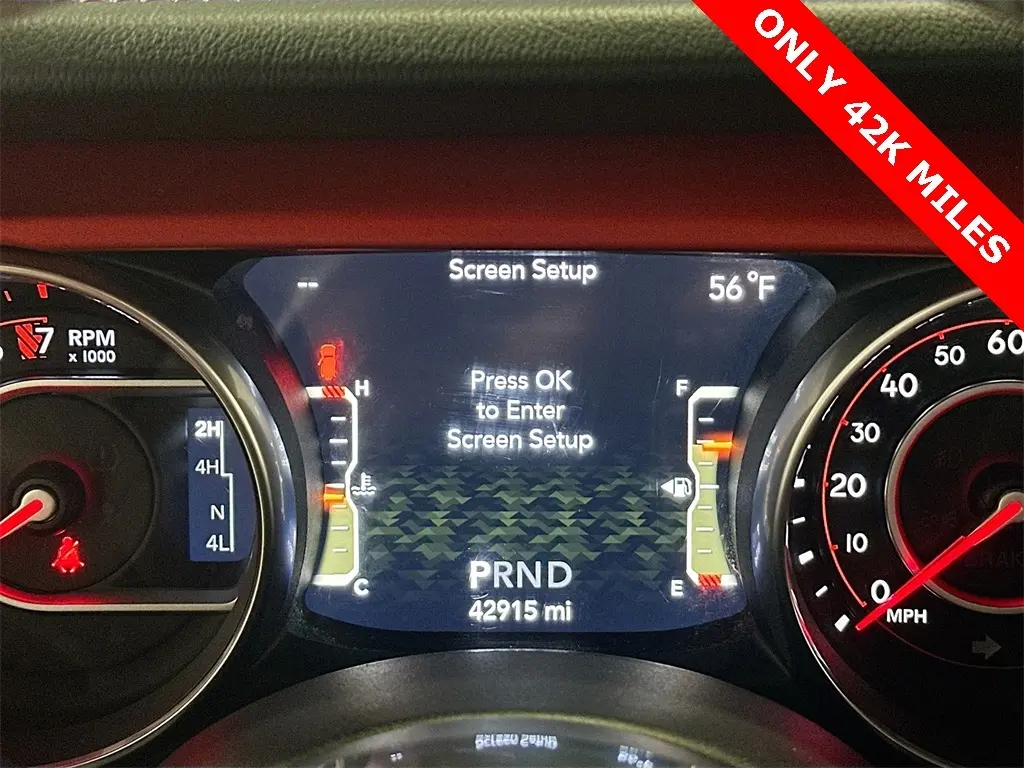 ONLY 42K MILES
Screen Setup
--
56°F
7
RPM
x 1000
2H
4H
N
4L
H
C
Press OK
to Enter
Screen Setup
F
E
PRND
42915 mi
60
50
40
30
20
10
0
MPH